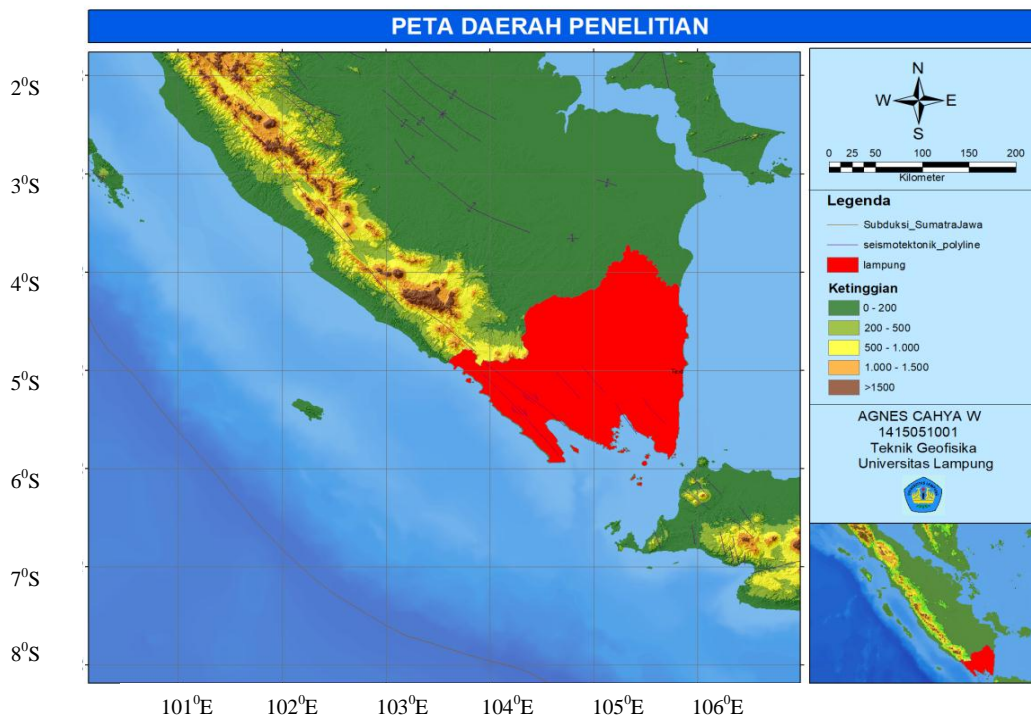 PETA DAERAH PENELITIAN
2⁰S
3⁰S
4⁰S
5⁰S
6⁰S
7⁰S
8⁰S
101⁰E
102⁰E
103⁰E
104⁰E
105⁰E
106⁰E
N
W E
S
0 25 50 100 150 200
Kilometer
Legenda
Subduksi_SumatraJawa
seismotektonik_polyline
lampung
Ketinggian
0 - 200
200 - 500
500 - 1.000
1.000 - 1.500
>1500
AGNES CAHYA W
1415051001
Teknik Geofisika
Universitas Lampung